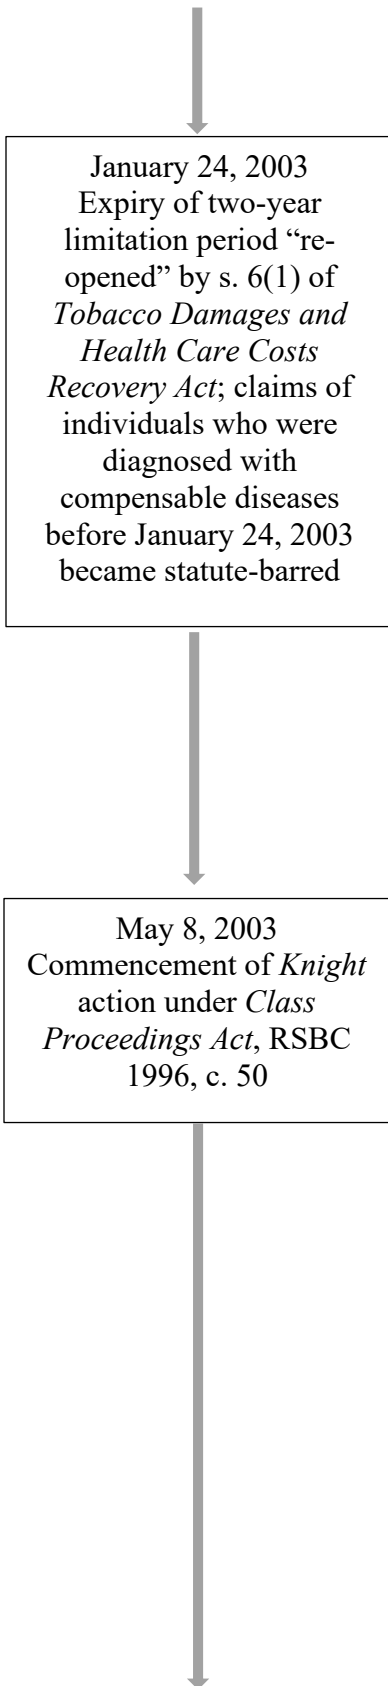 January 24, 2003
Expiry of two-year
limitation period “re-
opened” by s. 6(1) of
Tobacco Damages and
Health Care Costs
Recovery Act; claims of
individuals who were
diagnosed with
compensable diseases
before January 24, 2003
became statute-barred
May 8, 2003
Commencement of Knight
action under Class
Proceedings Act, RSBC
1996, c. 50